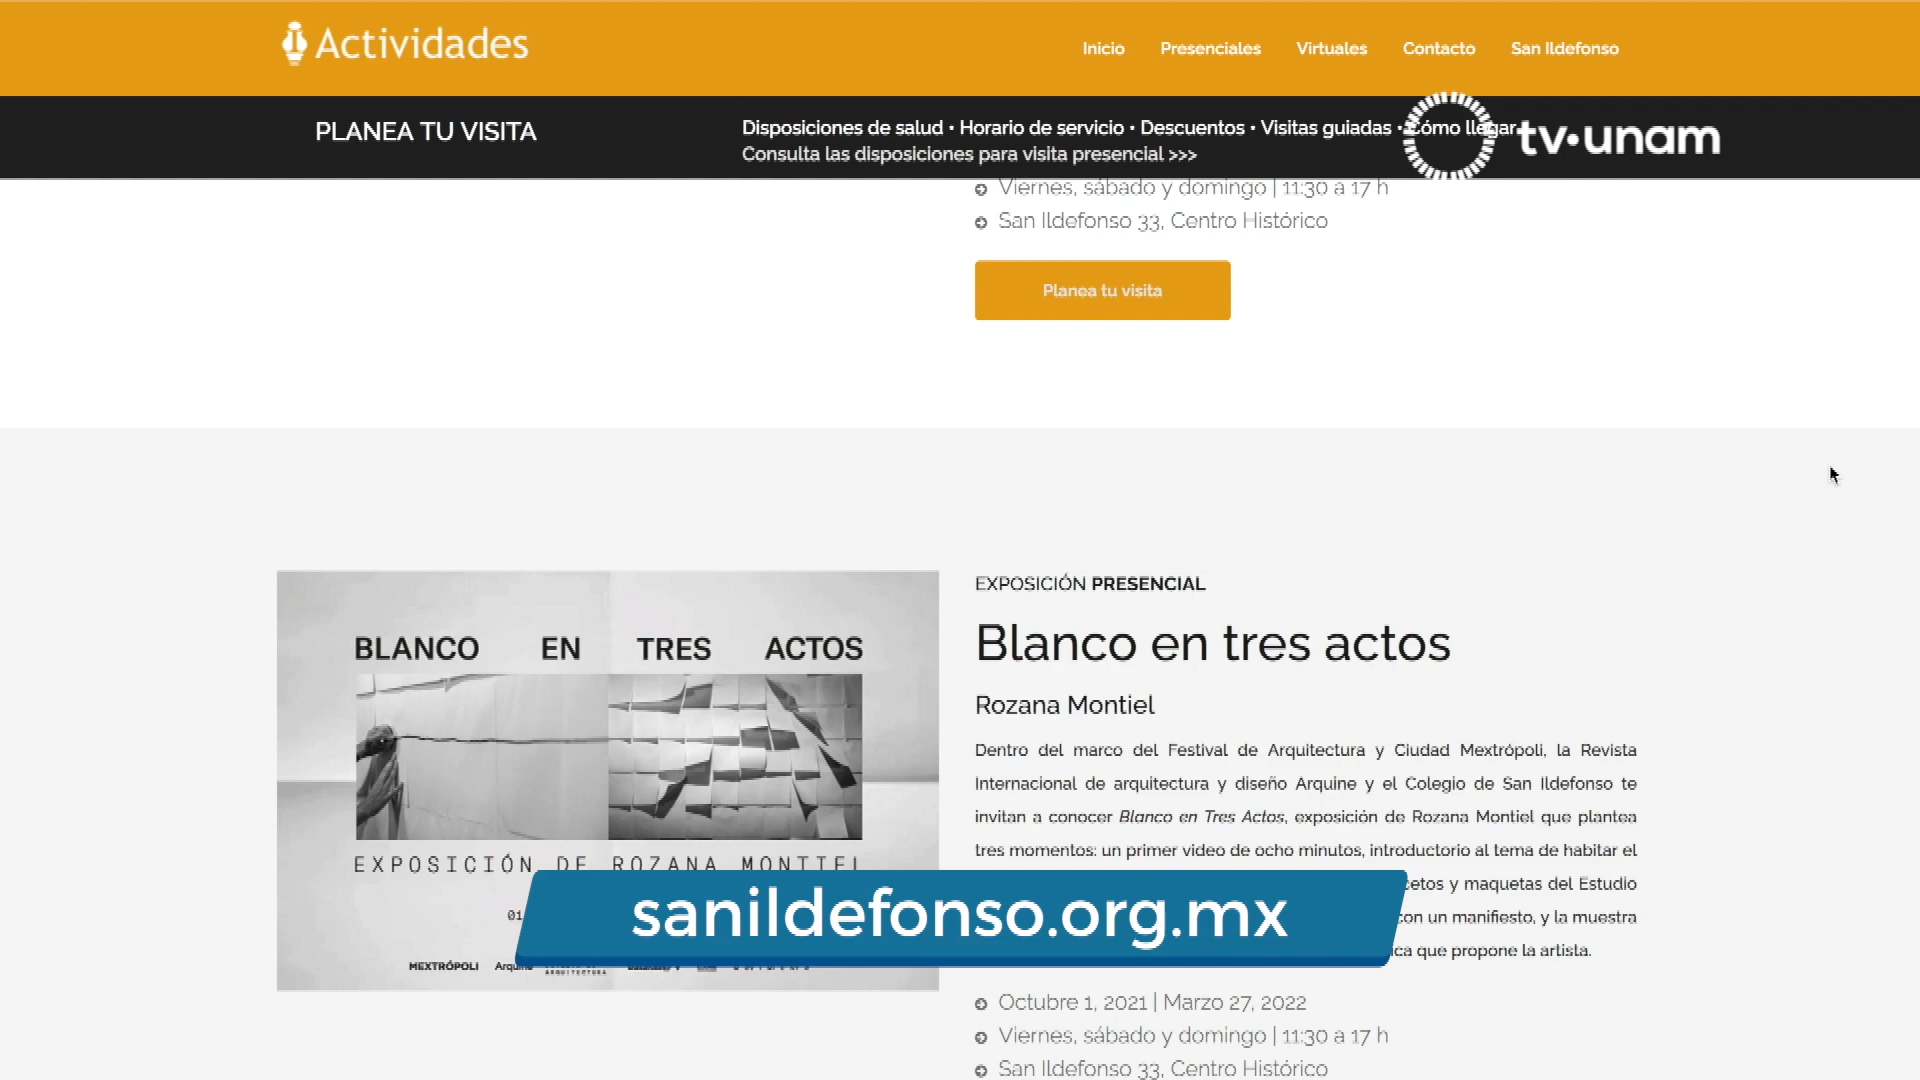 Actividades
Inicio
Presenciales
Virtuales
Contacto
San Ildefonso
PLANEA TU VISITA
Disposiciones de salud • Horario de servicio • Descuentos • Visitas guiadas • Cómo llegar
Consulta las disposiciones para visita presencial >>>
tv•unam
Viernes, sábado y domingo | 11:30 a 17 h
San Ildefonso 33, Centro Histórico
Planea tu visita
BLANCO EN TRES ACTOS
EXPOSICIÓN DE ROZANA MONTIEL
01
MEXTRÓPOLI Arquine
ARQUITECTURA
EXPOSICIÓN PRESENCIAL
Blanco en tres actos
Rozana Montiel
Dentro del marco del Festival de Arquitectura y Ciudad Mextrópoli, la Revista
Internacional de arquitectura y diseño Arquine y el Colegio de San Ildefonso te
invitan a conocer Blanco en Tres Actos, exposición de Rozana Montiel que plantea
tres momentos: un primer video de ocho minutos, introductorio al tema de habitar el
y maquetas del Estudio
con un manifiesto, y la muestra
que propone la artista.
sanildefonso.org.mx
Octubre 1, 2021 | Marzo 27, 2022
Viernes, sábado y domingo | 11:30 a 17 h
San Ildefonso 33, Centro Histórico